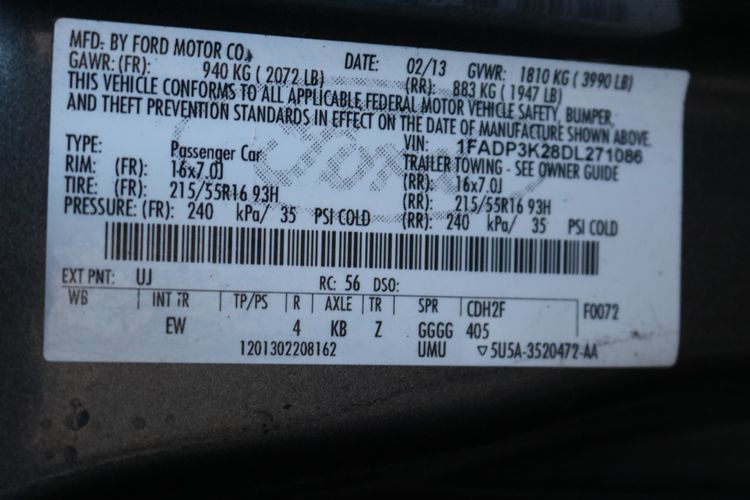 MFD. BY FORD MOTOR CO. DATE: 02/13 GVWR: 1810 KG ( 3990 LB)
GAWR: (FR): 940 KG ( 2072 LB) (RR): 883 KG ( 1947 LB)
THIS VEHICLE CONFORMS TO ALL APPLICABLE FEDERAL MOTOR VEHICLE SAFETY, BUMPER,
AND THEFT PREVENTION STANDARDS IN EFFECT ON THE DATE OF MANUFACTURE SHOWN ABOVE.
VIN: 1FADP3K28DL271086
TYPE: Passenger Car TRAILER TOWING - SEE OWNER GUIDE
RIM: (FR): 16x7.0J (RR): 16x7.0J
TIRE: (FR): 215/55R16 93H (RR): 215/55R16 93H
PRESSURE: (FR): 240 kPa/ 35 PSI COLD (RR): 240 kPa/ 35 PSI COLD
EXT PNT: UJ RC: 56 DSO:
WB INT TR TP/PS R AXLE TR SPR CDH2F F0072
EW 4 KB Z GGGG 405
1201302208162 UMU ▽5U5A-3520472-AA